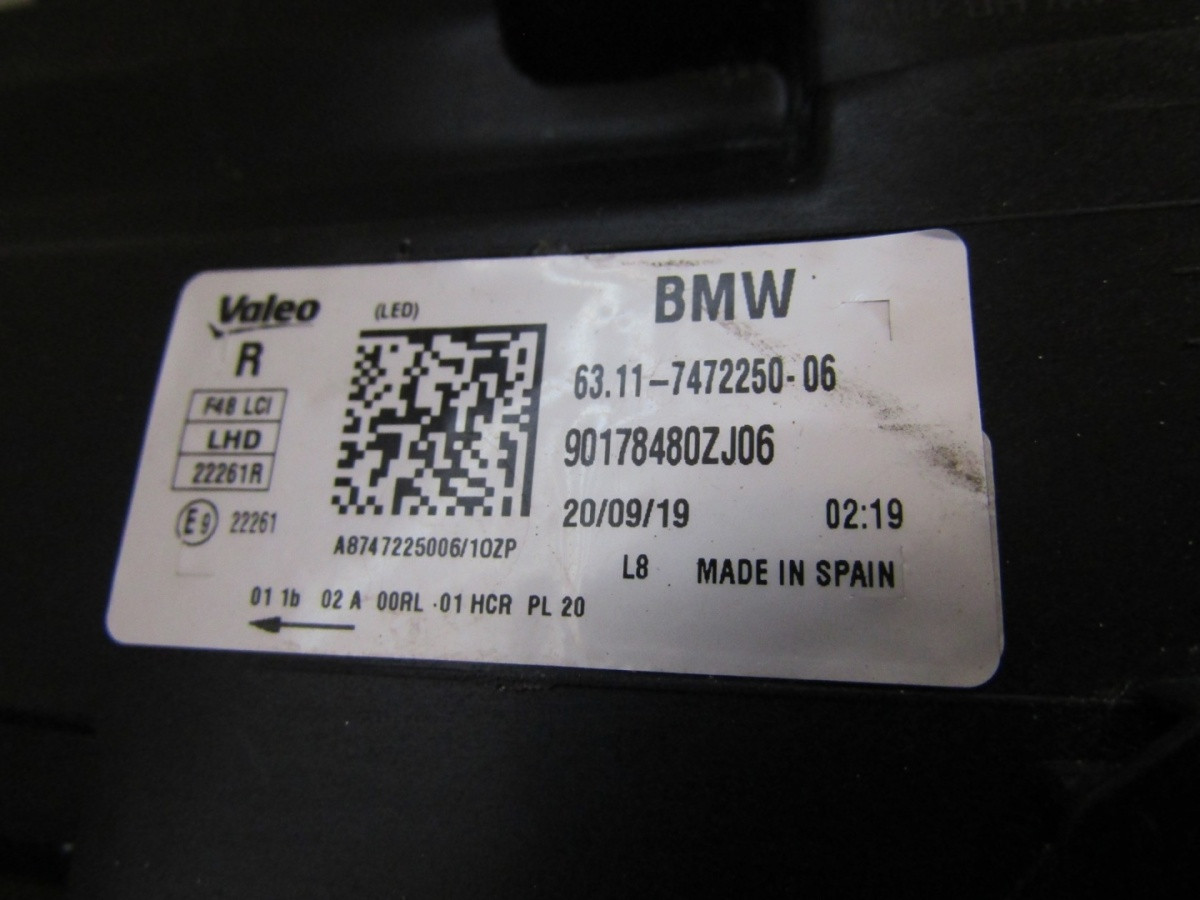 Valeo
(LED)
BMW
R
63.11-7472250-06
F48 LCI
LHD
22261R
90178480ZJ06
E9 22261
20/09/19 02:19
A8747225006/10ZP
L8 MADE IN SPAIN
01 1b 02 A 00RL ·01 HCR PL 20